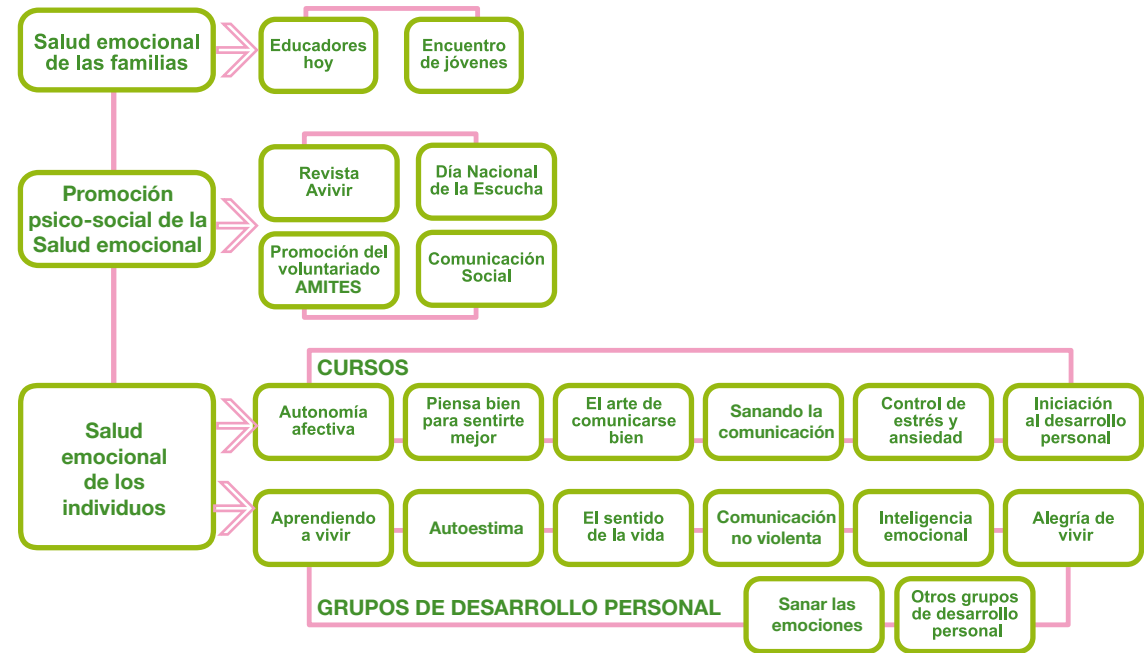 Salud emocional
de las familias
Educadores
hoy
Encuentro
de jóvenes
Promoción
psico-social de la
Salud emocional
Revista
Avivir
Día Nacional
de la Escucha
Promoción del
voluntariado
AMITES
Comunicación
Social
Salud
emocional
de los
individuos
CURSOS
Autonomía
afectiva
Piensa bien
para sentirte
mejor
El arte de
comunicarse
bien
Sanando la
comunicación
Control de
estrés y
ansiedad
Iniciación
al desarrollo
personal
Aprendiendo
a vivir
Autoestima
El sentido
de la vida
Comunicación
no violenta
Inteligencia
emocional
Alegría de
vivir
GRUPOS DE DESARROLLO PERSONAL
Sanar las
emociones
Otros grupos
de desarrollo
personal